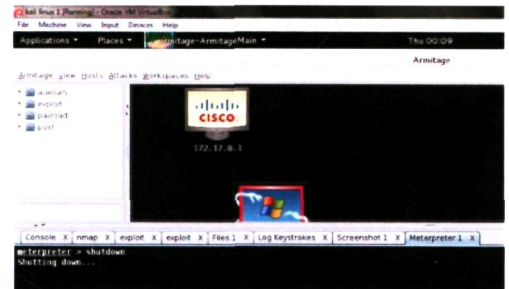 kali linux 1 [Running] - Oracle VM VirtualBox
File Machine View Input Devices Help
Applications Places Armitage-ArmitageMain Thu 00:09
Armitage
Armitage View Hosts Attacks Workspaces Help
auxiliary
exploit
payload
post
CISCO
172.17.0.1
Console X nmap X exploit X exploit X Files 1 X Log Keystrokes X Screenshot 1 X Meterpreter 1 X
meterpreter > shutdown
Shutting down...